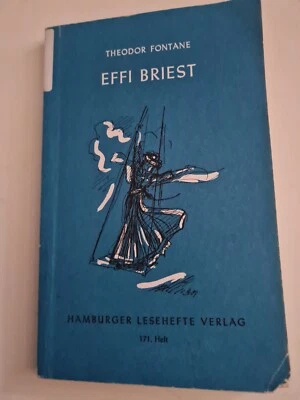 THEODOR FONTANE
EFFI BRIEST
HAMBURGER LESEHEFTE VERLAG
171. Heft